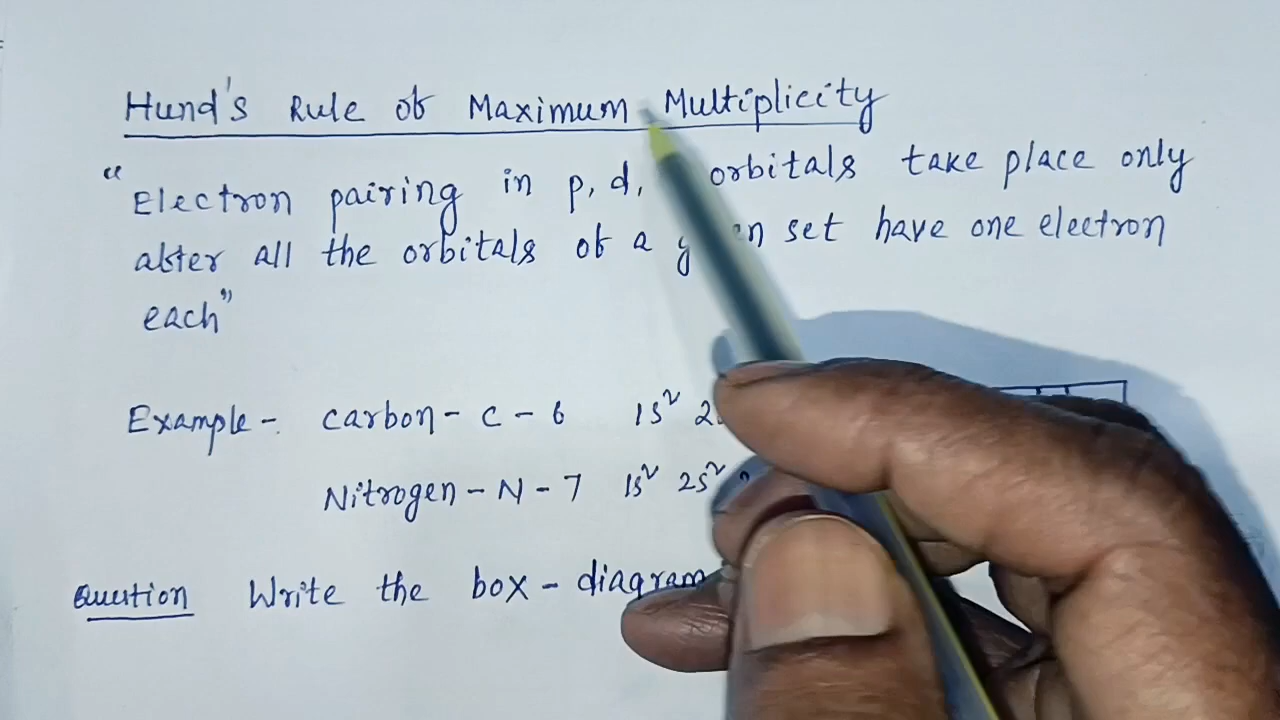 Hund's Rule of Maximum Multiplicity
"Electron pairing in p, d, orbitals take place only
after all the orbitals of a set have one electron
each"
Example - Carbon - C - 6 1s² 2s
Nitrogen - N - 7 1s² 2s²
Question Write the box - diagram